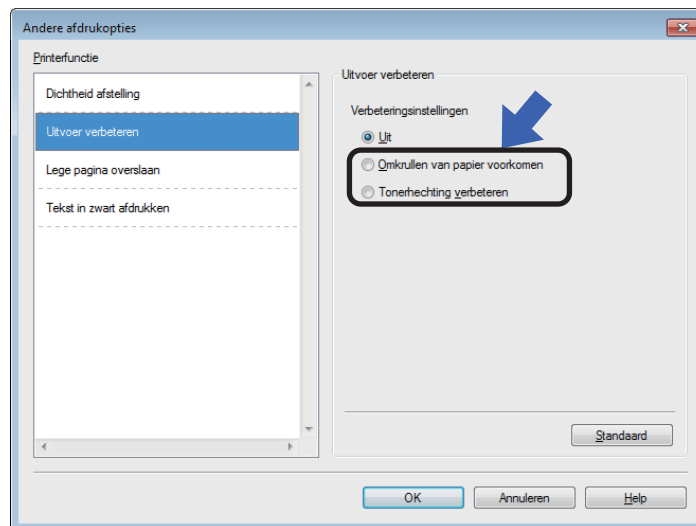 Andere afdrukopties
Printerfunctie
Dichtheid afstelling
Uitvoer verbeteren
Lege pagina overslaan
Tekst in zwart afdrukken
Uitvoer verbeteren
Verbeteringsinstellingen
Uit
Omkrullen van papier voorkomen
Tonerhechting verbeteren
Standaard
OK
Annuleren
Help